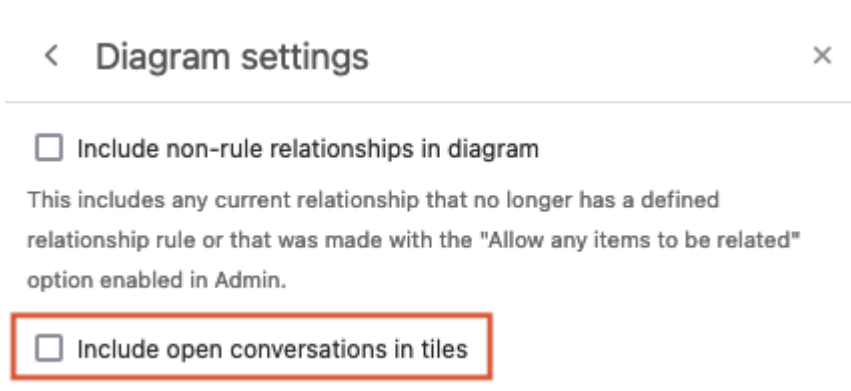 Diagram settings
Include non-rule relationships in diagram
This includes any current relationship that no longer has a defined
relationship rule or that was made with the "Allow any items to be related"
option enabled in Admin.
Include open conversations in tiles